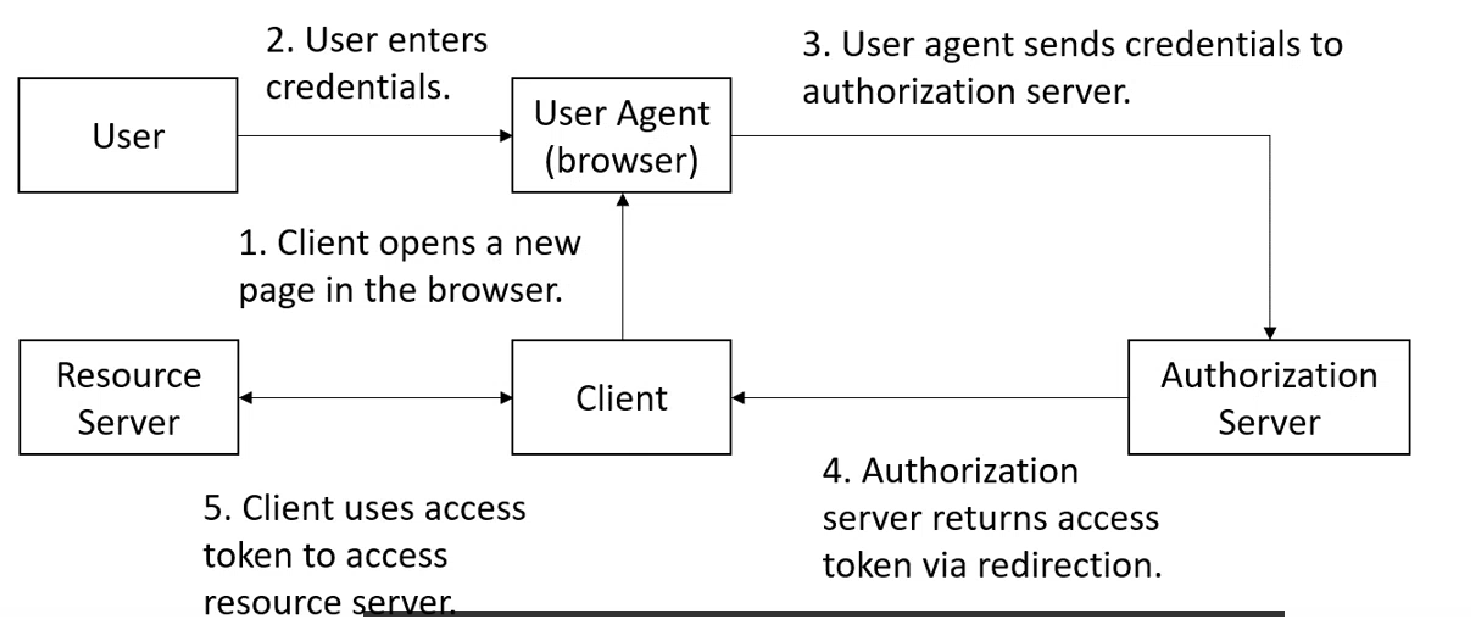 2. User enters
credentials.
3. User agent sends credentials to
authorization server.
User
User Agent
(browser)
1. Client opens a new
page in the browser.
Resource
Server
Client
Authorization
Server
4. Authorization
server returns access
token via redirection.
5. Client uses access
token to access
resource server.